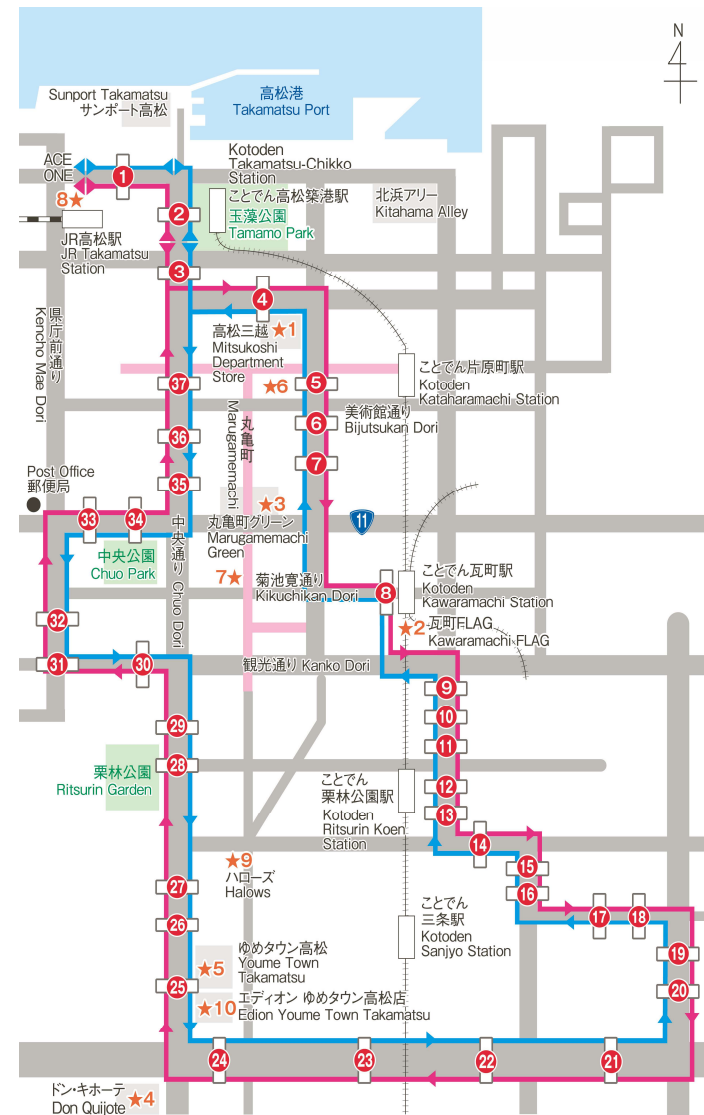 N
Sunport Takamatsu
サンポート高松
高松港
Takamatsu Port
ACE
ONE
1
Kotoden
Takamatsu-Chikko
Station
ことでん高松築港駅
玉藻公園
Tamamo Park
北浜アリー
Kitahama Alley
8★
JR高松駅
JR Takamatsu
Station
2
3
4
県庁前通り
Kencho Mae Dori
高松三越
Mitsukoshi
Department
Store
★1
★6
37
5
ことでん片原町駅
Kotoden
Kataharamachi Station
丸亀町
Marugamemachi
36
6
美術館通り
Bijutsukan Dori
7
35
Post Office
郵便局
33
34
★3
丸亀町グリーン
Marugamemachi
Green
11
中央通り Chuo Dori
中央公園
Chuo Park
7★
菊池寛通り
Kikuchikan Dori
8
ことでん瓦町駅
Kotoden
Kawaramachi Station
★2
瓦町FLAG
Kawaramachi FLAG
32
31
30
観光通り Kanko Dori
9
10
11
29
28
栗林公園
Ritsurin Garden
ことでん
栗林公園駅
Kotoden
Ritsurin Koen
Station
12
13
14
★9
ハローズ
Halows
15
16
27
26
ことでん
三条駅
Kotoden
Sanjyo Station
17
18
19
20
25
★5
ゆめタウン高松
Youme Town
Takamatsu
★10
エディオン ゆめタウン高松店
Edion Youme Town Takamatsu
24
23
22
21
ドン・キホーテ
Don Quijote
★4